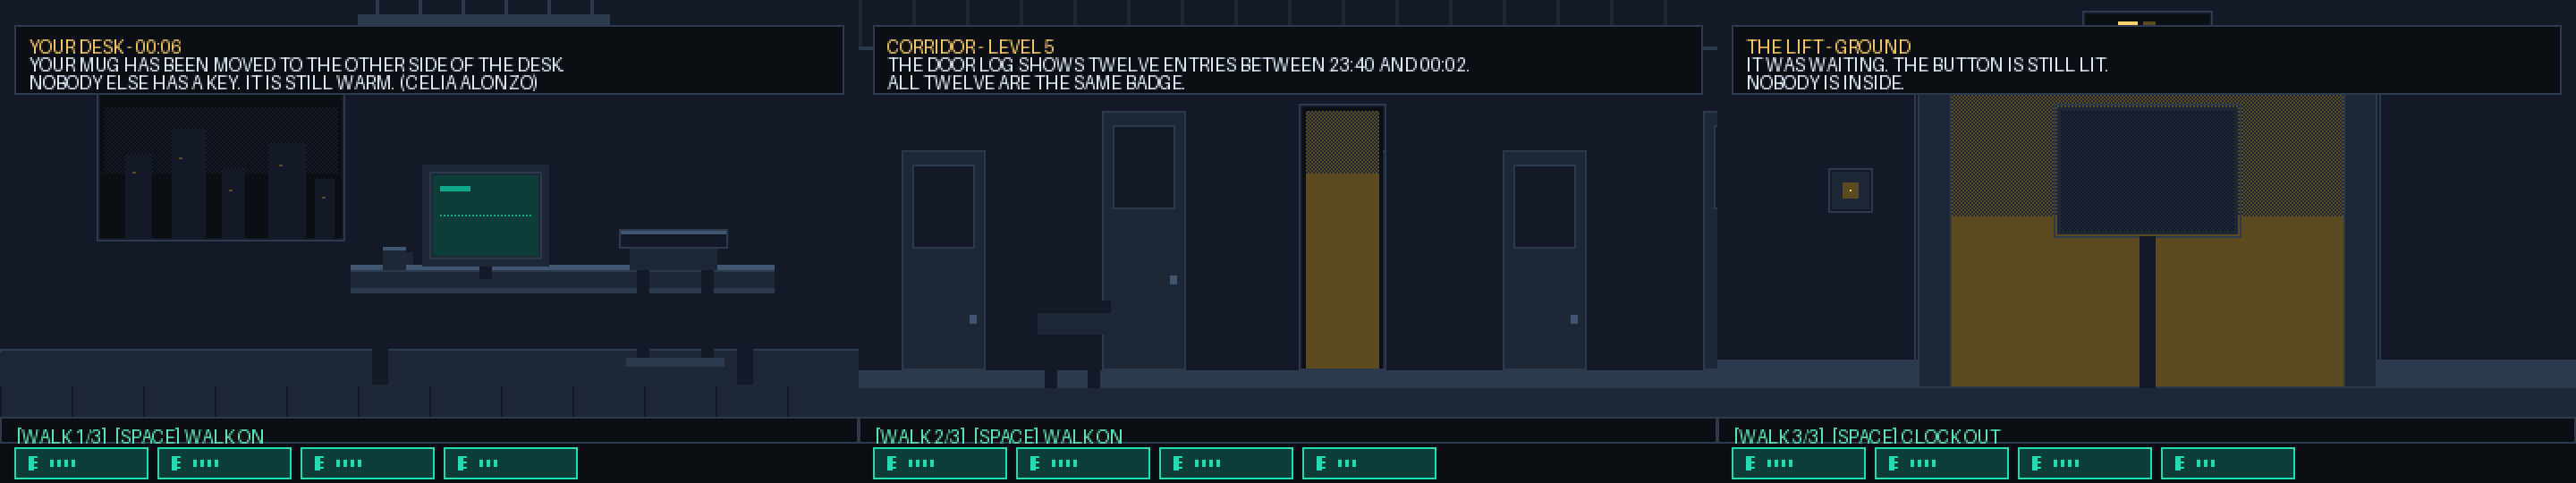 YOUR DESK - 00:06
YOUR MUG HAS BEEN MOVED TO THE OTHER SIDE OF THE DESK.
NOBODY ELSE HAS A KEY. IT IS STILL WARM. (CELIA ALONZO)
[WALK 1/3] [SPACE] WALK ON
CORRIDOR - LEVEL 5
THE DOOR LOG SHOWS TWELVE ENTRIES BETWEEN 23:40 AND 00:02.
ALL TWELVE ARE THE SAME BADGE.
[WALK 2/3] [SPACE] WALK ON
THE LIFT - GROUND
IT WAS WAITING. THE BUTTON IS STILL LIT.
NOBODY IS INSIDE.
[WALK 3/3] [SPACE] CLOCK OUT